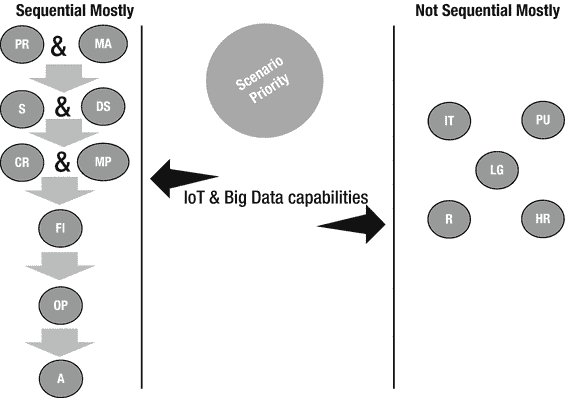 Sequential Mostly
Not Sequential Mostly
PR & MA
S & DS
CR & MP
FI
OP
A
Scenario
Priority
IoT & Big Data capabilities
IT
PU
LG
R
HR